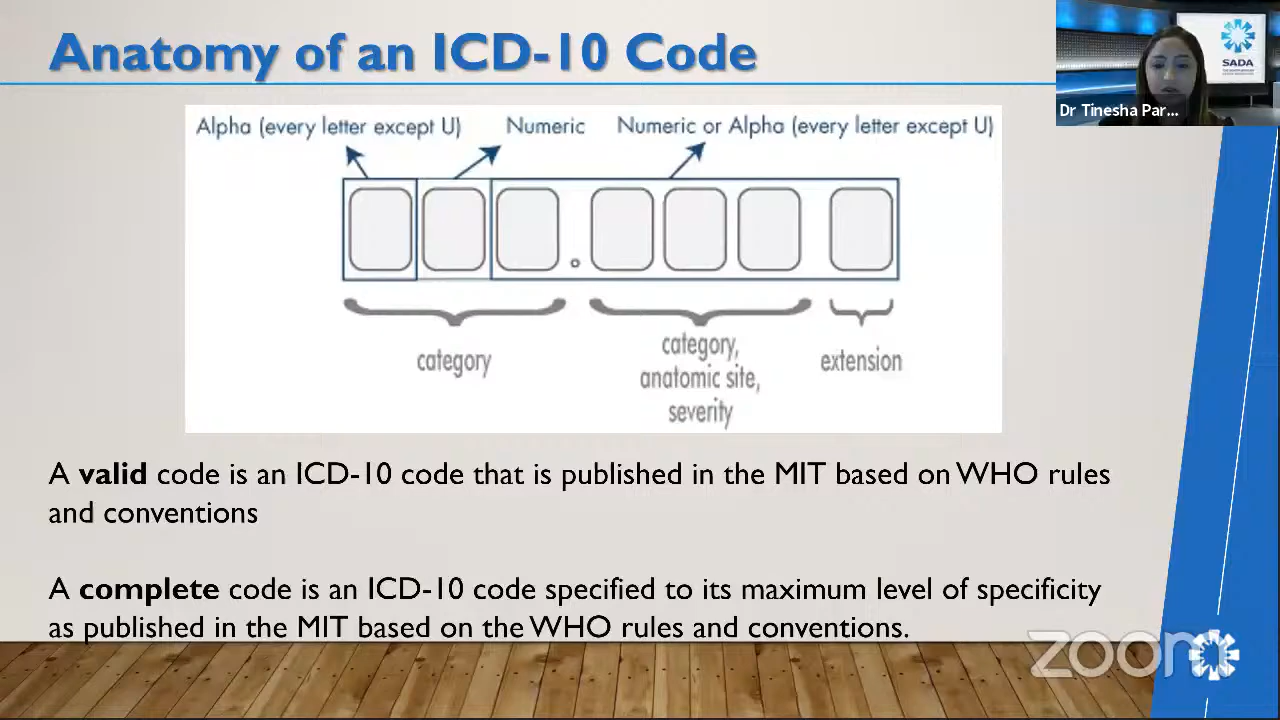 Anatomy of an ICD-10 Code
SADA
Dr Tinesha Par...
Alpha (every letter except U)
Numeric
Numeric or Alpha (every letter except U)
.
category
category,
anatomic site,
severity
extension
A valid code is an ICD-10 code that is published in the MIT based on WHO rules
and conventions
A complete code is an ICD-10 code specified to its maximum level of specificity
as published in the MIT based on the WHO rules and conventions.
zoom